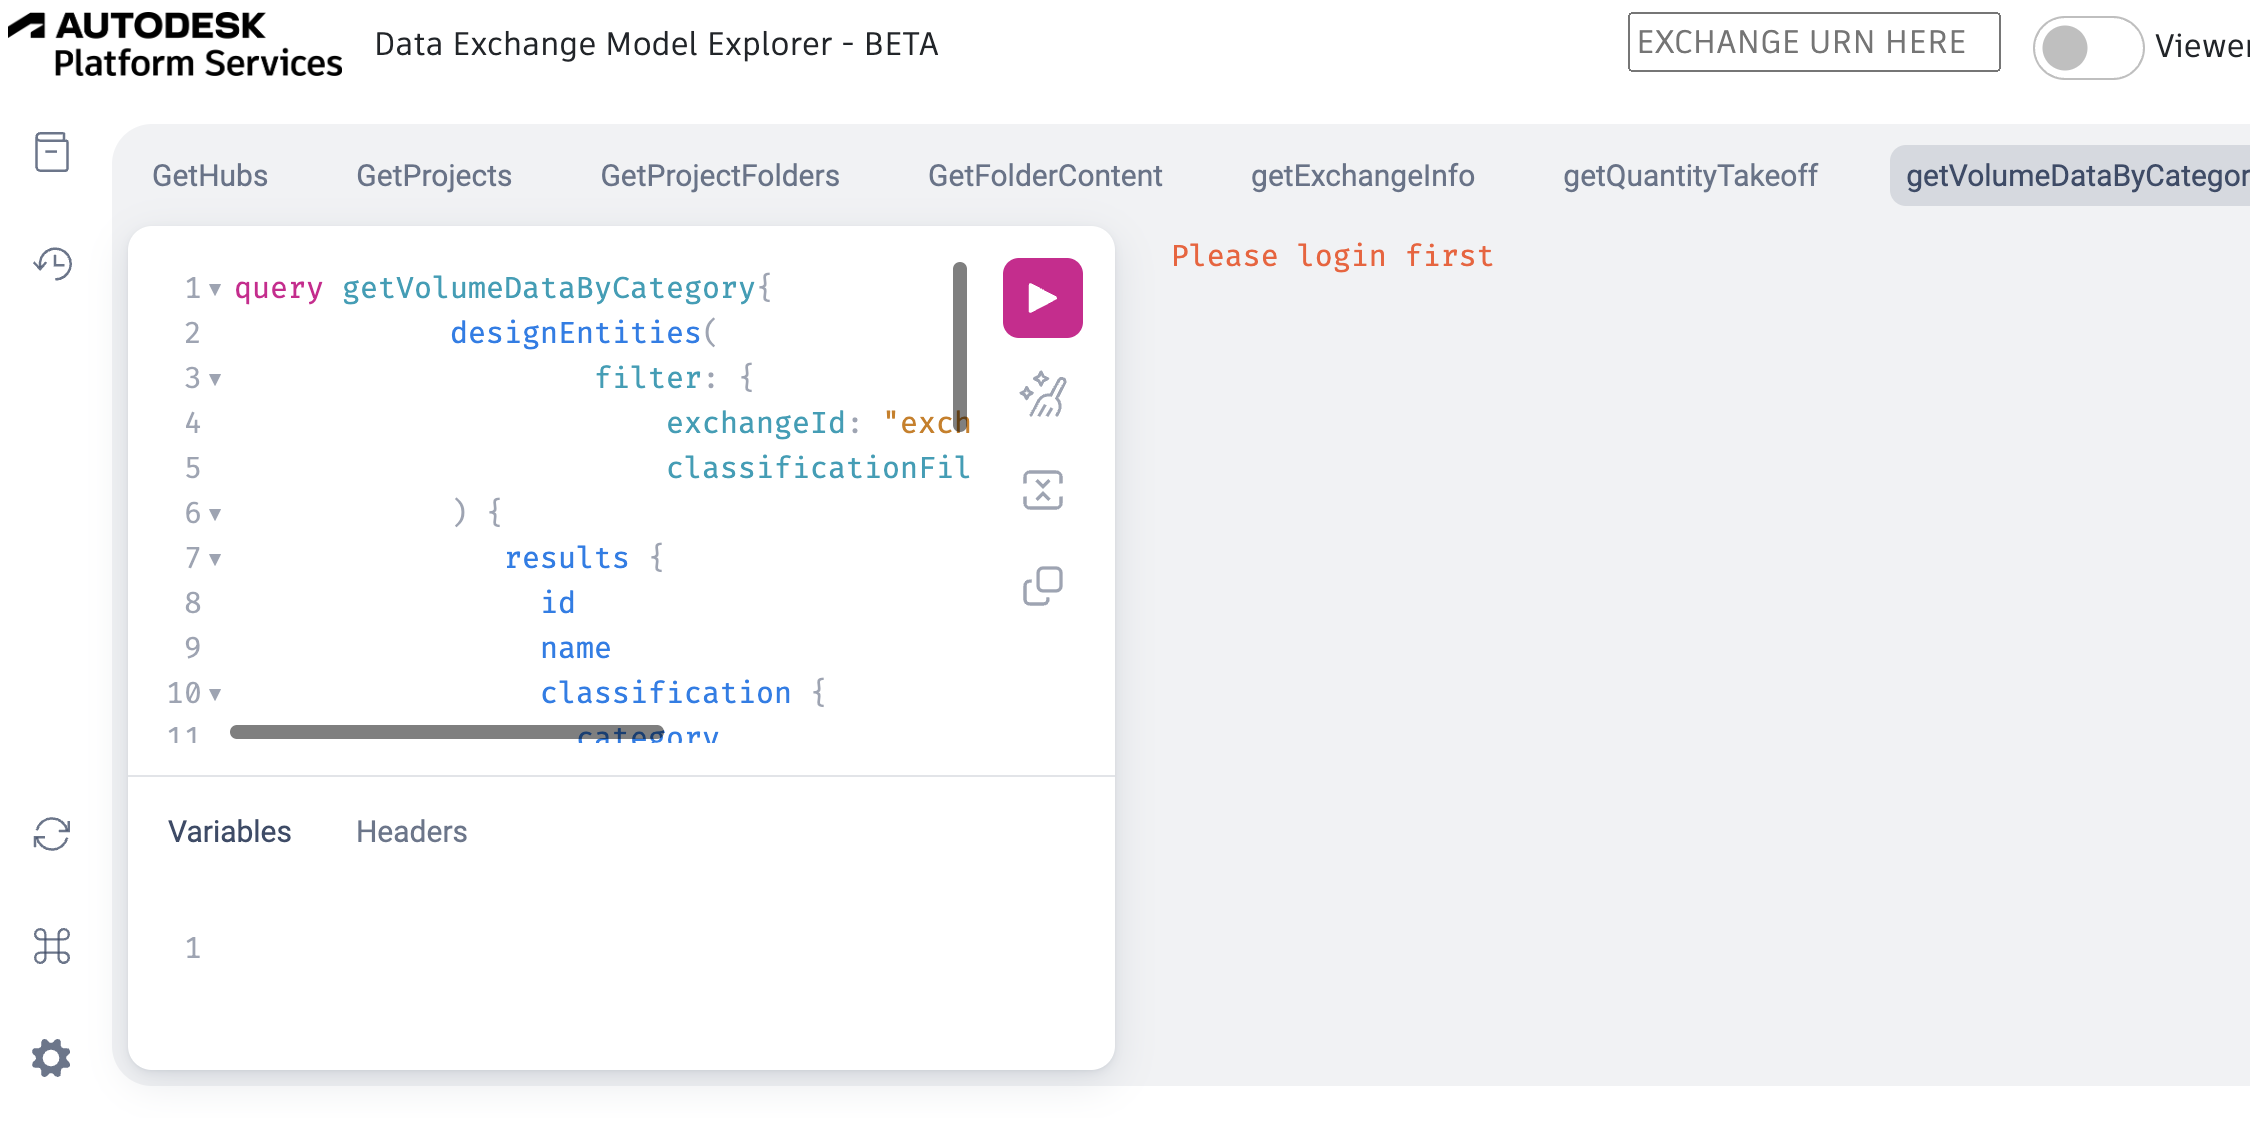 AUTODESK
Platform Services
Data Exchange Model Explorer - BETA
EXCHANGE URN HERE
Viewer
GetHubs
GetProjects
GetProjectFolders
GetFolderContent
getExchangeInfo
getQuantityTakeoff
getVolumeDataByCategor
1 query getVolumeDataByCategory{
2 designEntities(
3 filter: {
4 exchangeId: "exch
5 classificationFil
6 ) {
7 results {
8 id
9 name
10 classification {
11 category
Please login first
Variables
Headers
1